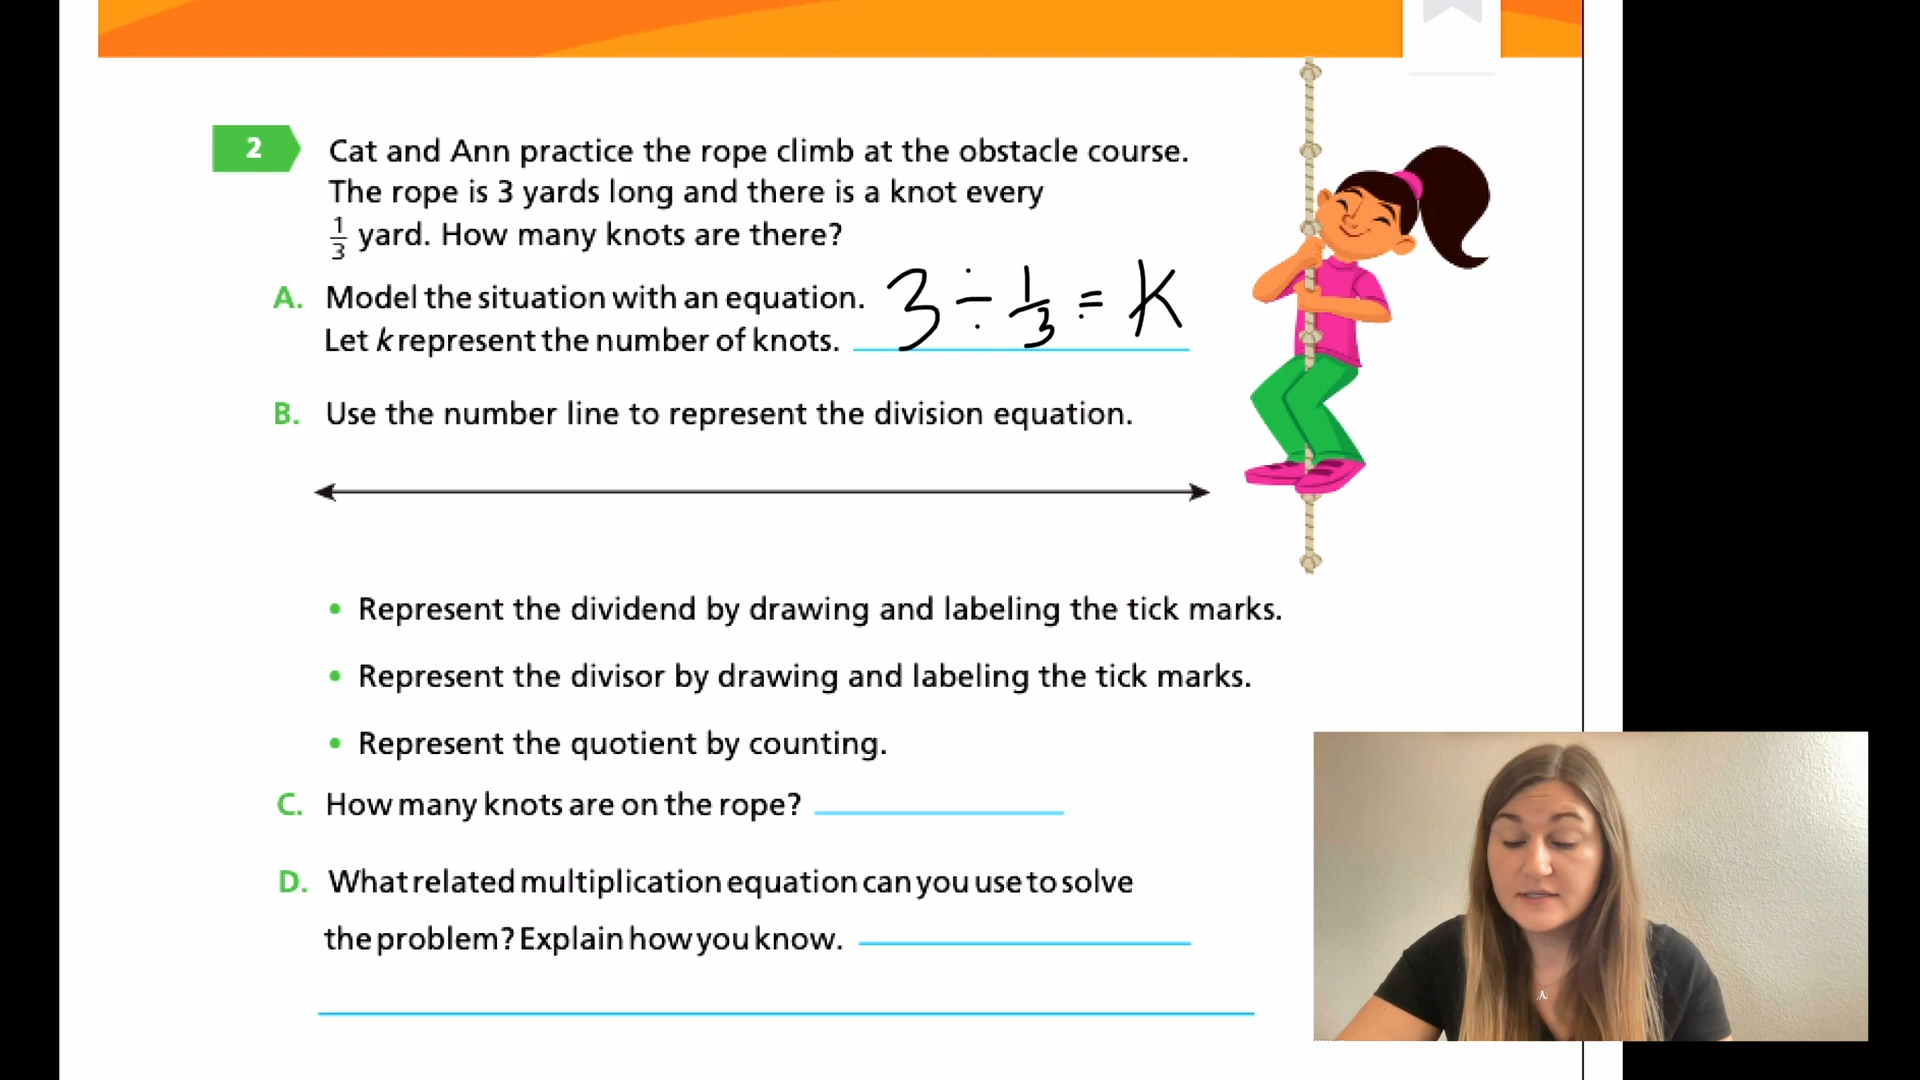 2
Cat and Ann practice the rope climb at the obstacle course.
The rope is 3 yards long and there is a knot every
1/3 yard. How many knots are there?
A. Model the situation with an equation.
Let k represent the number of knots. 3 ÷ 1/3 = K
B. Use the number line to represent the division equation.
• Represent the dividend by drawing and labeling the tick marks.
• Represent the divisor by drawing and labeling the tick marks.
• Represent the quotient by counting.
C. How many knots are on the rope?
D. What related multiplication equation can you use to solve
the problem? Explain how you know.